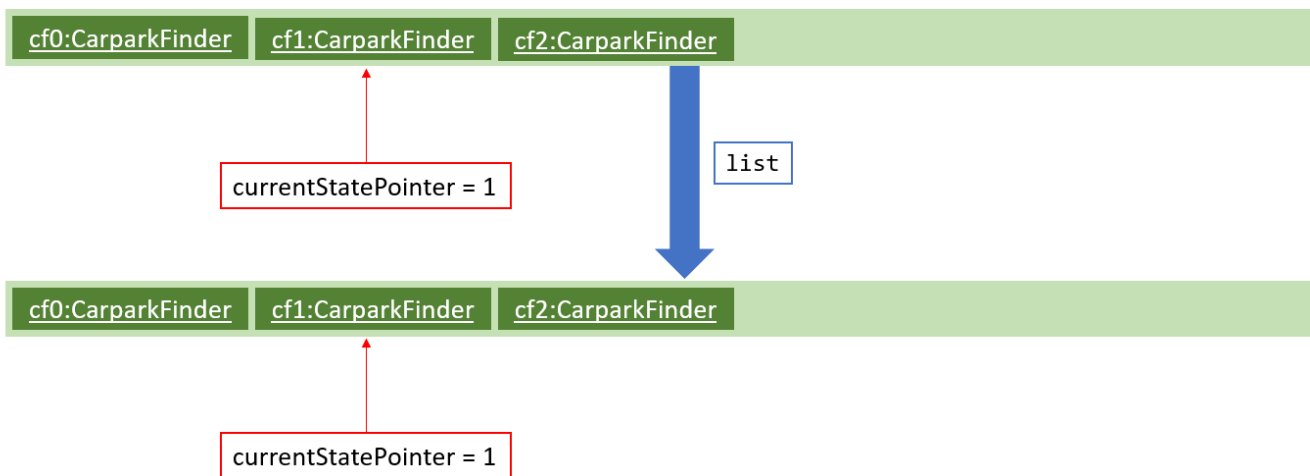 cf0:CarparkFinder cf1:CarparkFinder cf2:CarparkFinder
list
currentStatePointer = 1
cf0:CarparkFinder cf1:CarparkFinder cf2:CarparkFinder
currentStatePointer = 1